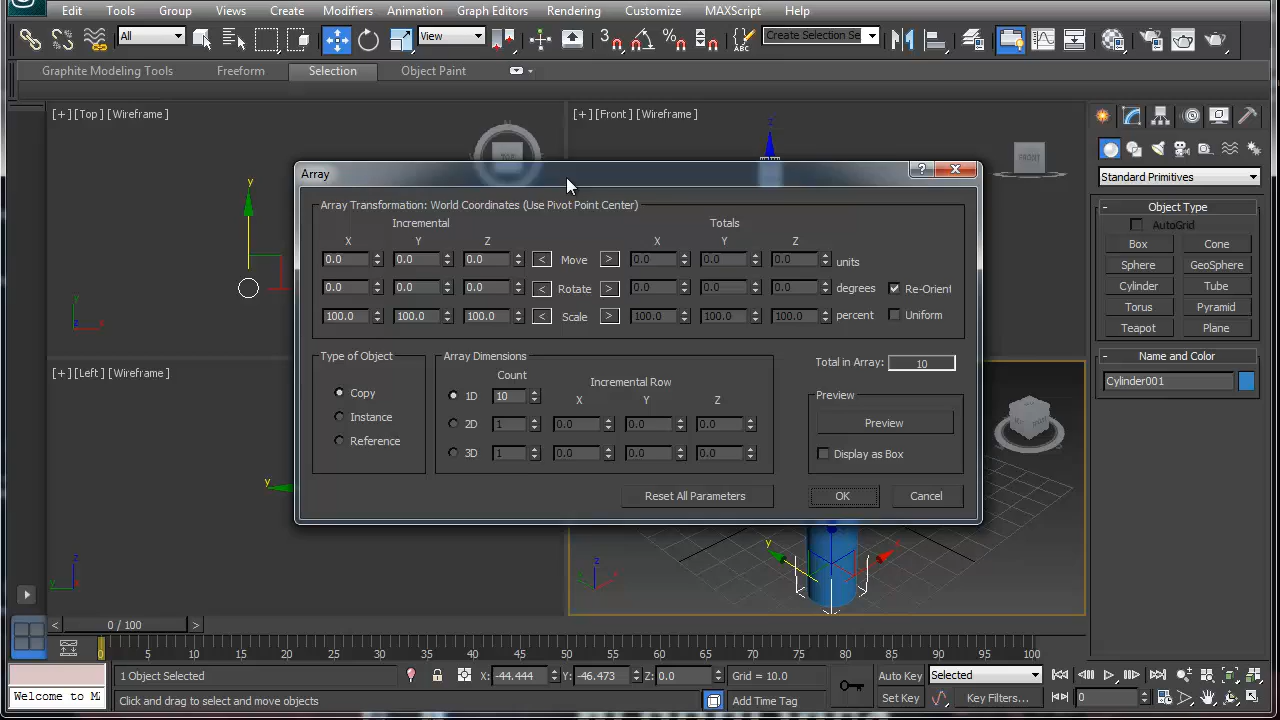 Edit Tools Group Views Create Modifiers Animation Graph Editors Rendering Customize MAXScript Help
All View 3 Create Selection Se
Graphite Modeling Tools Freeform Selection Object Paint
[+] [Top] [Wireframe] [+] [Front] [Wireframe]
z
TOP FRONT
Array
Standard Primitives
Array Transformation: World Coordinates (Use Pivot Point Center)
Incremental Totals
X Y Z X Y Z
0.0 0.0 0.0 < Move > 0.0 0.0 0.0 units
0.0 0.0 0.0 < Rotate > 0.0 0.0 0.0 degrees Re-Orient
100.0 100.0 100.0 < Scale > 100.0 100.0 100.0 percent Uniform
Type of Object
Copy
Instance
Reference
Array Dimensions
Count
Incremental Row
X Y Z
1D 10
2D 1 0.0 0.0 0.0
3D 1 0.0 0.0 0.0
Total in Array: 10
Preview
Preview
Display as Box
Reset All Parameters OK Cancel
- Object Type
AutoGrid
Box Cone
Sphere GeoSphere
Cylinder Tube
Torus Pyramid
Teapot Plane
- Name and Color
Cylinder001
y
z
x
[+] [Left] [Wireframe]
y
z
y
y x
z
x
< 0 / 100 >
0 5 10 15 20 25 30 35 40 45 50 55 60 65 70 75 80 85 90 95 100
1 Object Selected X: -44.444 Y: -46.473 Z: 0.0 Grid = 10.0 Auto Key Selected
Welcome to MA Click and drag to select and move objects Add Time Tag Set Key Key Filters... 0